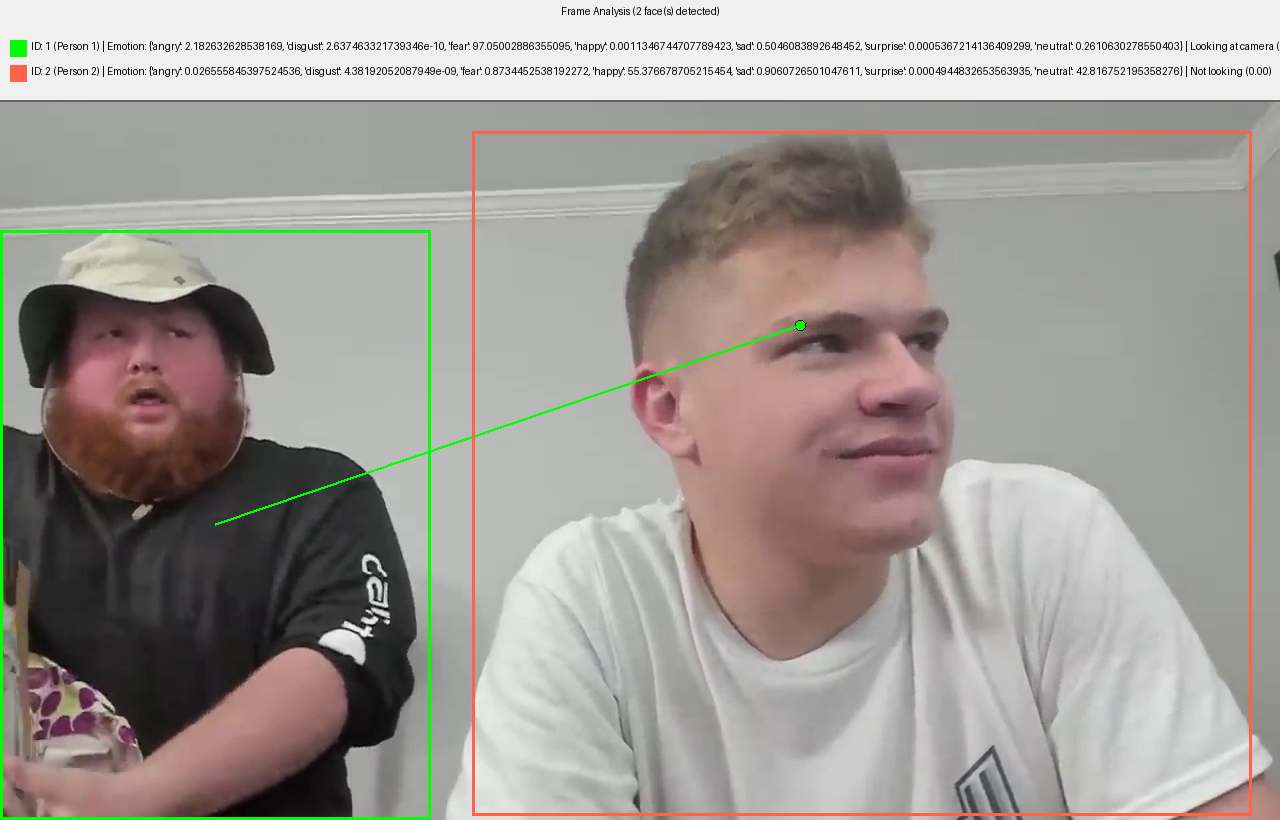 Frame Analysis (2 face(s) detected)
ID: 1 (Person 1) | Emotion: {'angry': 2.182632628538169, 'disgust': 2.637463321739346e-10, 'fear': 97.05002886355095, 'happy': 0.0011346744707789423, 'sad': 0.5046083892648452, 'surprise': 0.0005367214136409299, 'neutral': 0.2610630278550403} | Looking at camera (
ID: 2 (Person 2) | Emotion: {'angry': 0.026555845397524536, 'disgust': 4.38192052087949e-09, 'fear': 0.8734452538192272, 'happy': 55.376678705215454, 'sad': 0.9060726501047611, 'surprise': 0.0004944832653563935, 'neutral': 42.816752195358276} | Not looking (0.00)